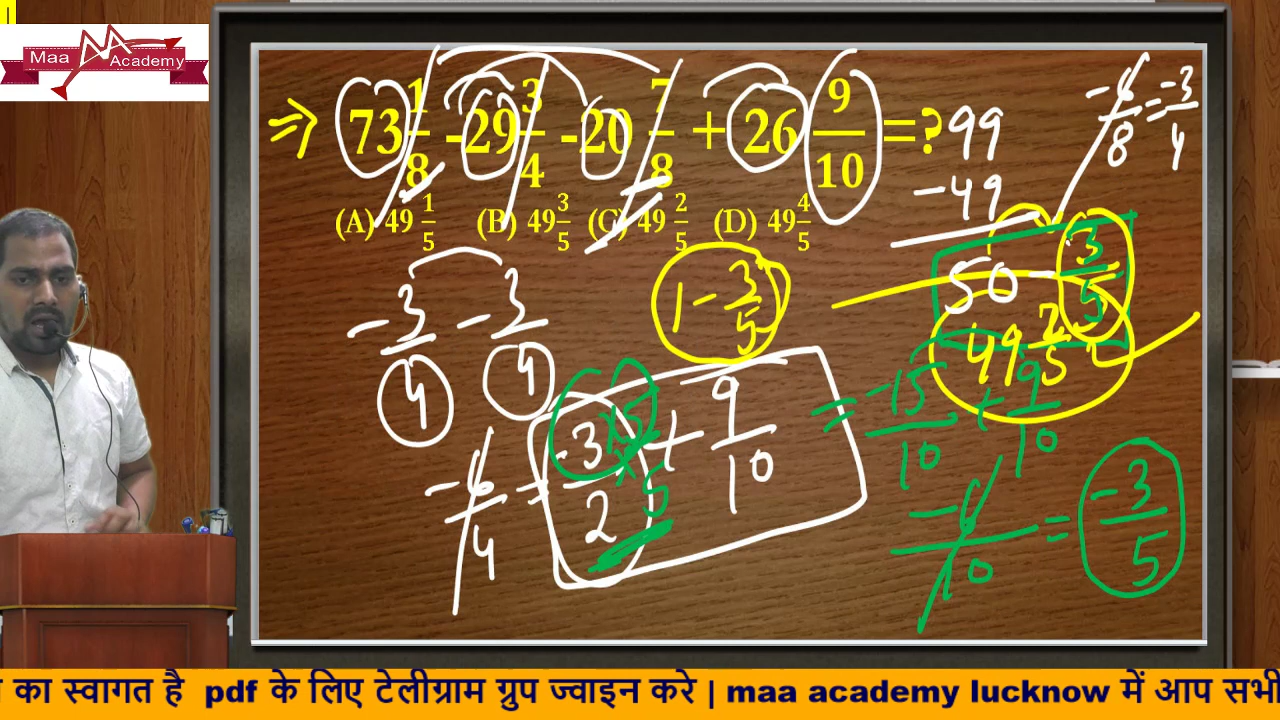 Maa Academy
⇒ 73 1/8 - 29 3/4 - 20 7/8 + 26 9/10 = ?
(A) 49 1/5 (B) 49 3/5 (C) 49 2/5 (D) 49 4/5
99
-49
50 - 3/5
49 2/5
-6/8 = -3/4
-3/4 -3/4
1 - 3/5
-6/4 = -3×5/2×5 + 9/10
= -15/10 + 9/10
-6/10 = -3/5
का स्वागत है pdf के लिए टेलीग्राम ग्रुप ज्वाइन करे | maa academy lucknow में आप सभी